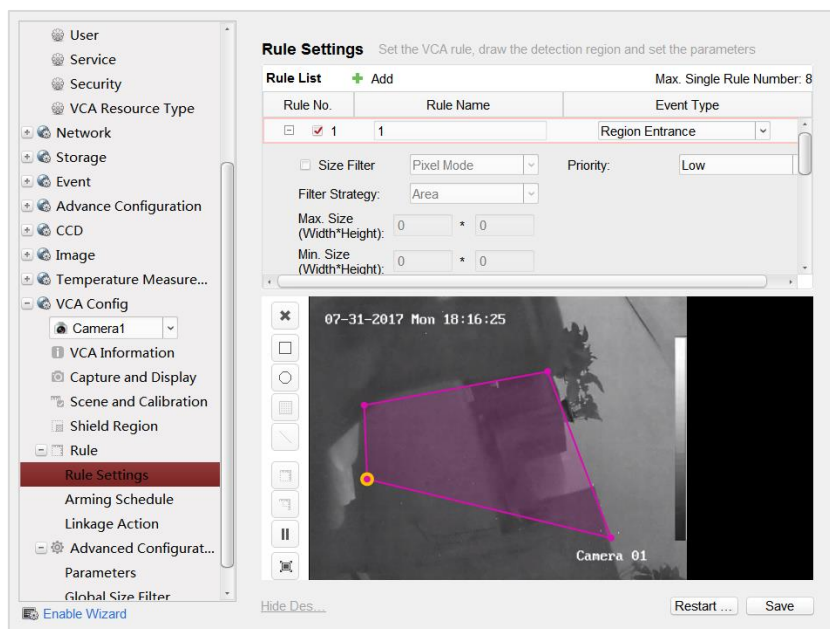 User
Service
Security
VCA Resource Type
Network
Storage
Event
Advance Configuration
CCD
Image
Temperature Measure...
VCA Config
Camera1
VCA Information
Capture and Display
Scene and Calibration
Shield Region
Rule
Rule Settings
Arming Schedule
Linkage Action
Advanced Configurat...
Parameters
Global Size Filter
Enable Wizard
Rule Settings Set the VCA rule, draw the detection region and set the parameters
Rule List Add Max. Single Rule Number: 8
Rule No. Rule Name Event Type
1 1 Region Entrance
Size Filter Pixel Mode Priority: Low
Filter Strategy: Area
Max. Size
(Width*Height): 0 * 0
Min. Size
(Width*Height): 0 * 0
07-31-2017 Mon 18:16:25
Camera 01
Hide Des... Restart ... Save